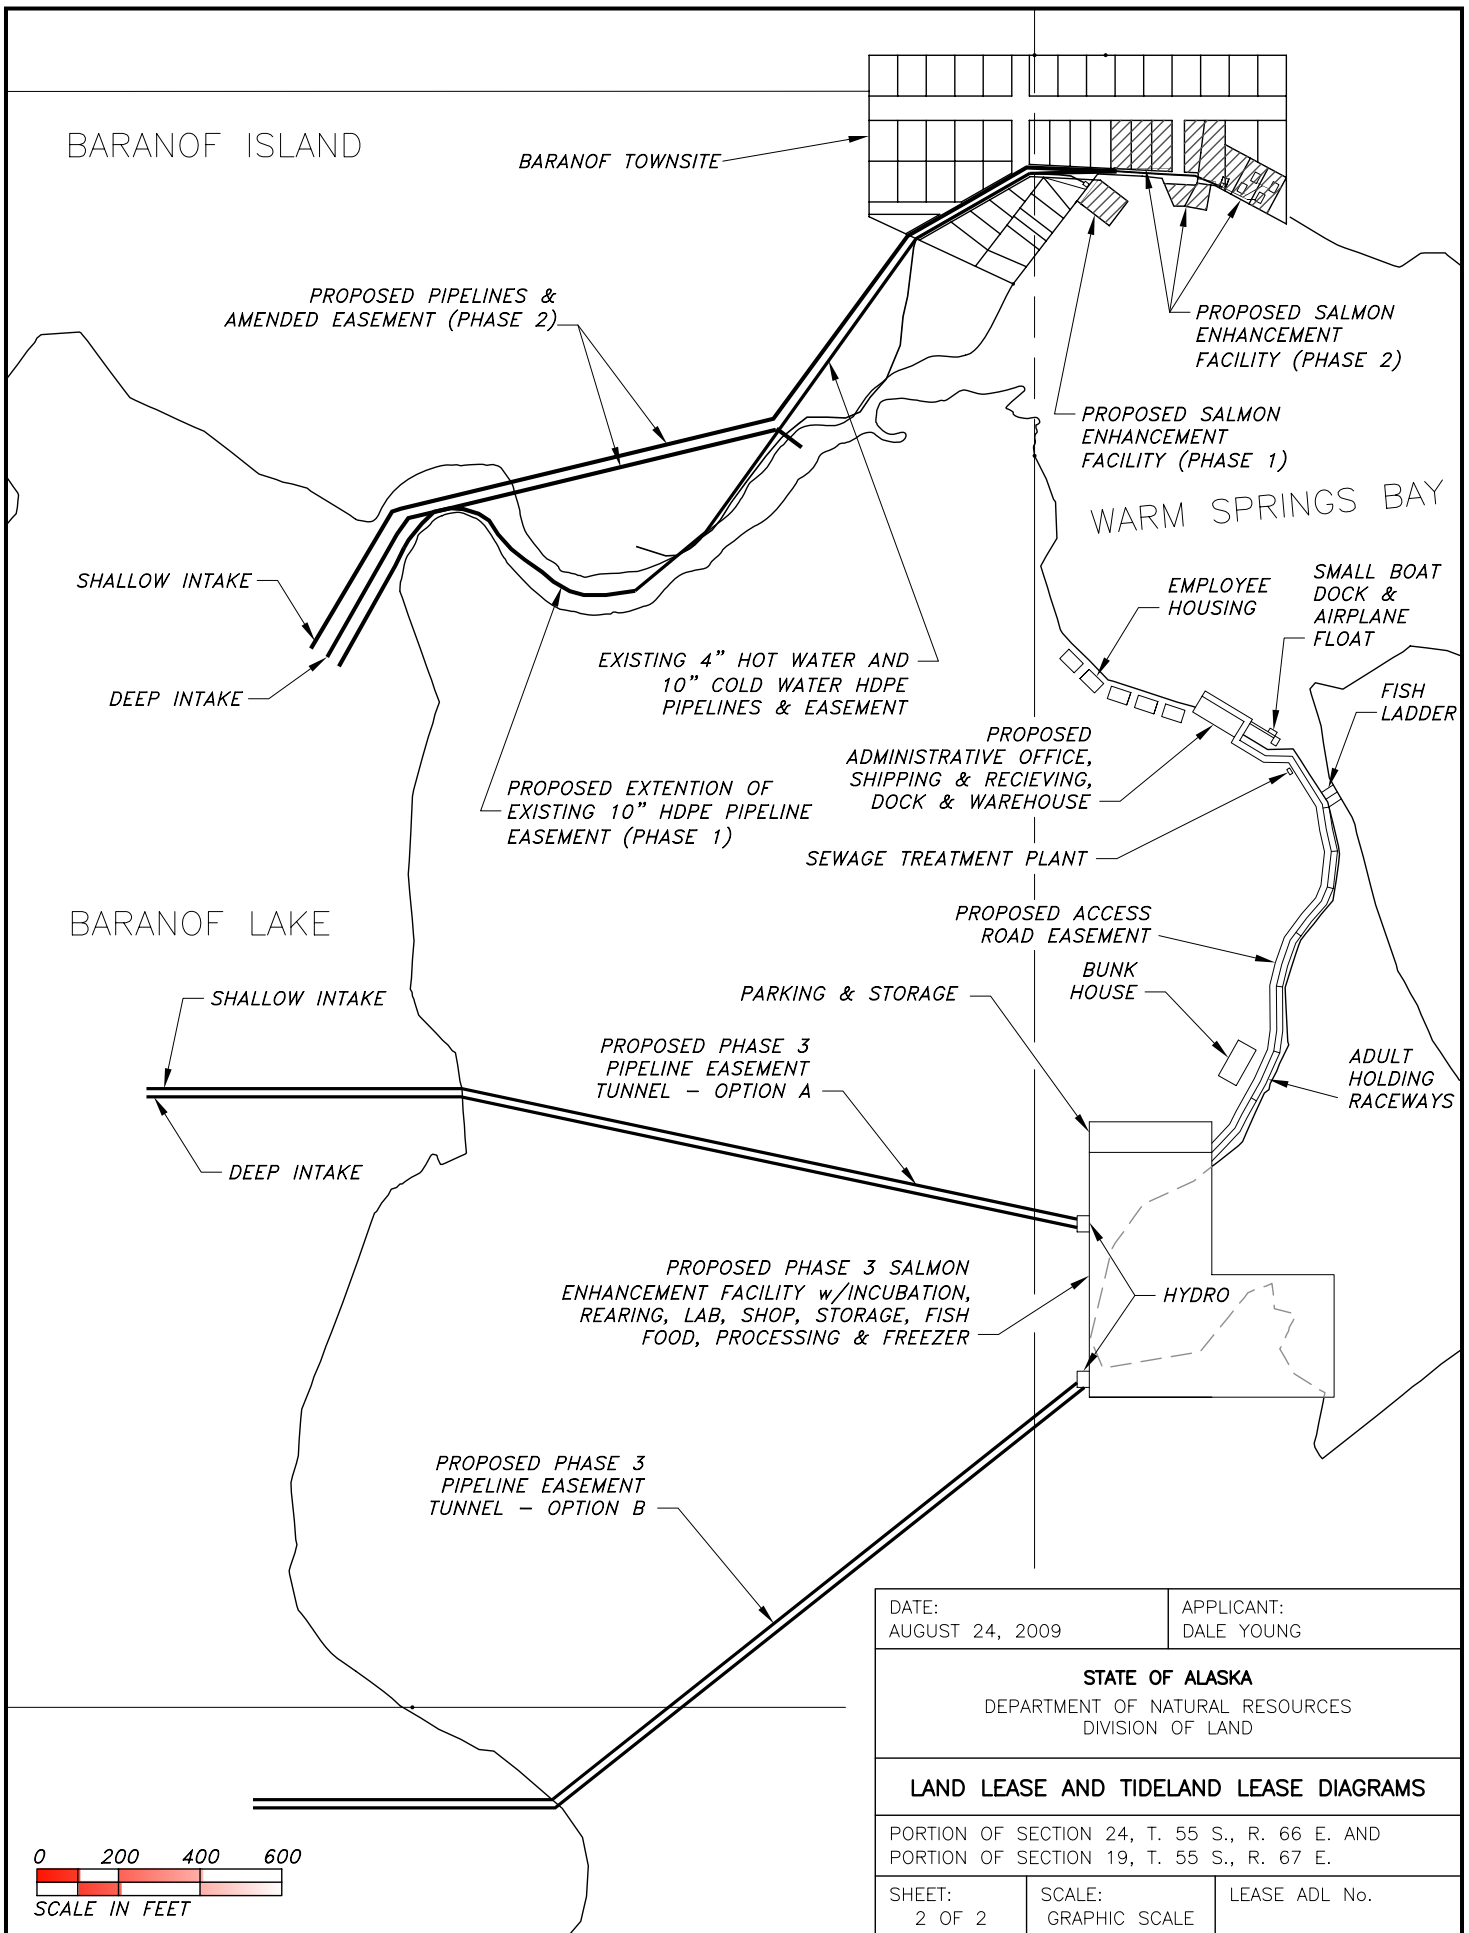 BARANOF ISLAND
BARANOF TOWNSITE
PROPOSED PIPELINES &
AMENDED EASEMENT (PHASE 2)
PROPOSED SALMON
ENHANCEMENT
FACILITY (PHASE 2)
PROPOSED SALMON
ENHANCEMENT
FACILITY (PHASE 1)
WARM SPRINGS BAY
SHALLOW INTAKE
DEEP INTAKE
EMPLOYEE
HOUSING
SMALL BOAT
DOCK &
AIRPLANE
FLOAT
EXISTING 4" HOT WATER AND
10" COLD WATER HDPE
PIPELINES & EASEMENT
FISH
LADDER
PROPOSED
ADMINISTRATIVE OFFICE,
SHIPPING & RECIEVING,
DOCK & WAREHOUSE
PROPOSED EXTENTION OF
EXISTING 10" HDPE PIPELINE
EASEMENT (PHASE 1)
SEWAGE TREATMENT PLANT
BARANOF LAKE
PROPOSED ACCESS
ROAD EASEMENT
BUNK
HOUSE
SHALLOW INTAKE
PARKING & STORAGE
PROPOSED PHASE 3
PIPELINE EASEMENT
TUNNEL – OPTION A
ADULT
HOLDING
RACEWAYS
DEEP INTAKE
PROPOSED PHASE 3 SALMON
ENHANCEMENT FACILITY w/INCUBATION,
REARING, LAB, SHOP, STORAGE, FISH
FOOD, PROCESSING & FREEZER
HYDRO
PROPOSED PHASE 3
PIPELINE EASEMENT
TUNNEL – OPTION B
DATE:
AUGUST 24, 2009
APPLICANT:
DALE YOUNG
STATE OF ALASKA
DEPARTMENT OF NATURAL RESOURCES
DIVISION OF LAND
LAND LEASE AND TIDELAND LEASE DIAGRAMS
PORTION OF SECTION 24, T. 55 S., R. 66 E. AND
PORTION OF SECTION 19, T. 55 S., R. 67 E.
SHEET:
2 OF 2
SCALE:
GRAPHIC SCALE
LEASE ADL No.
0 200 400 600
SCALE IN FEET